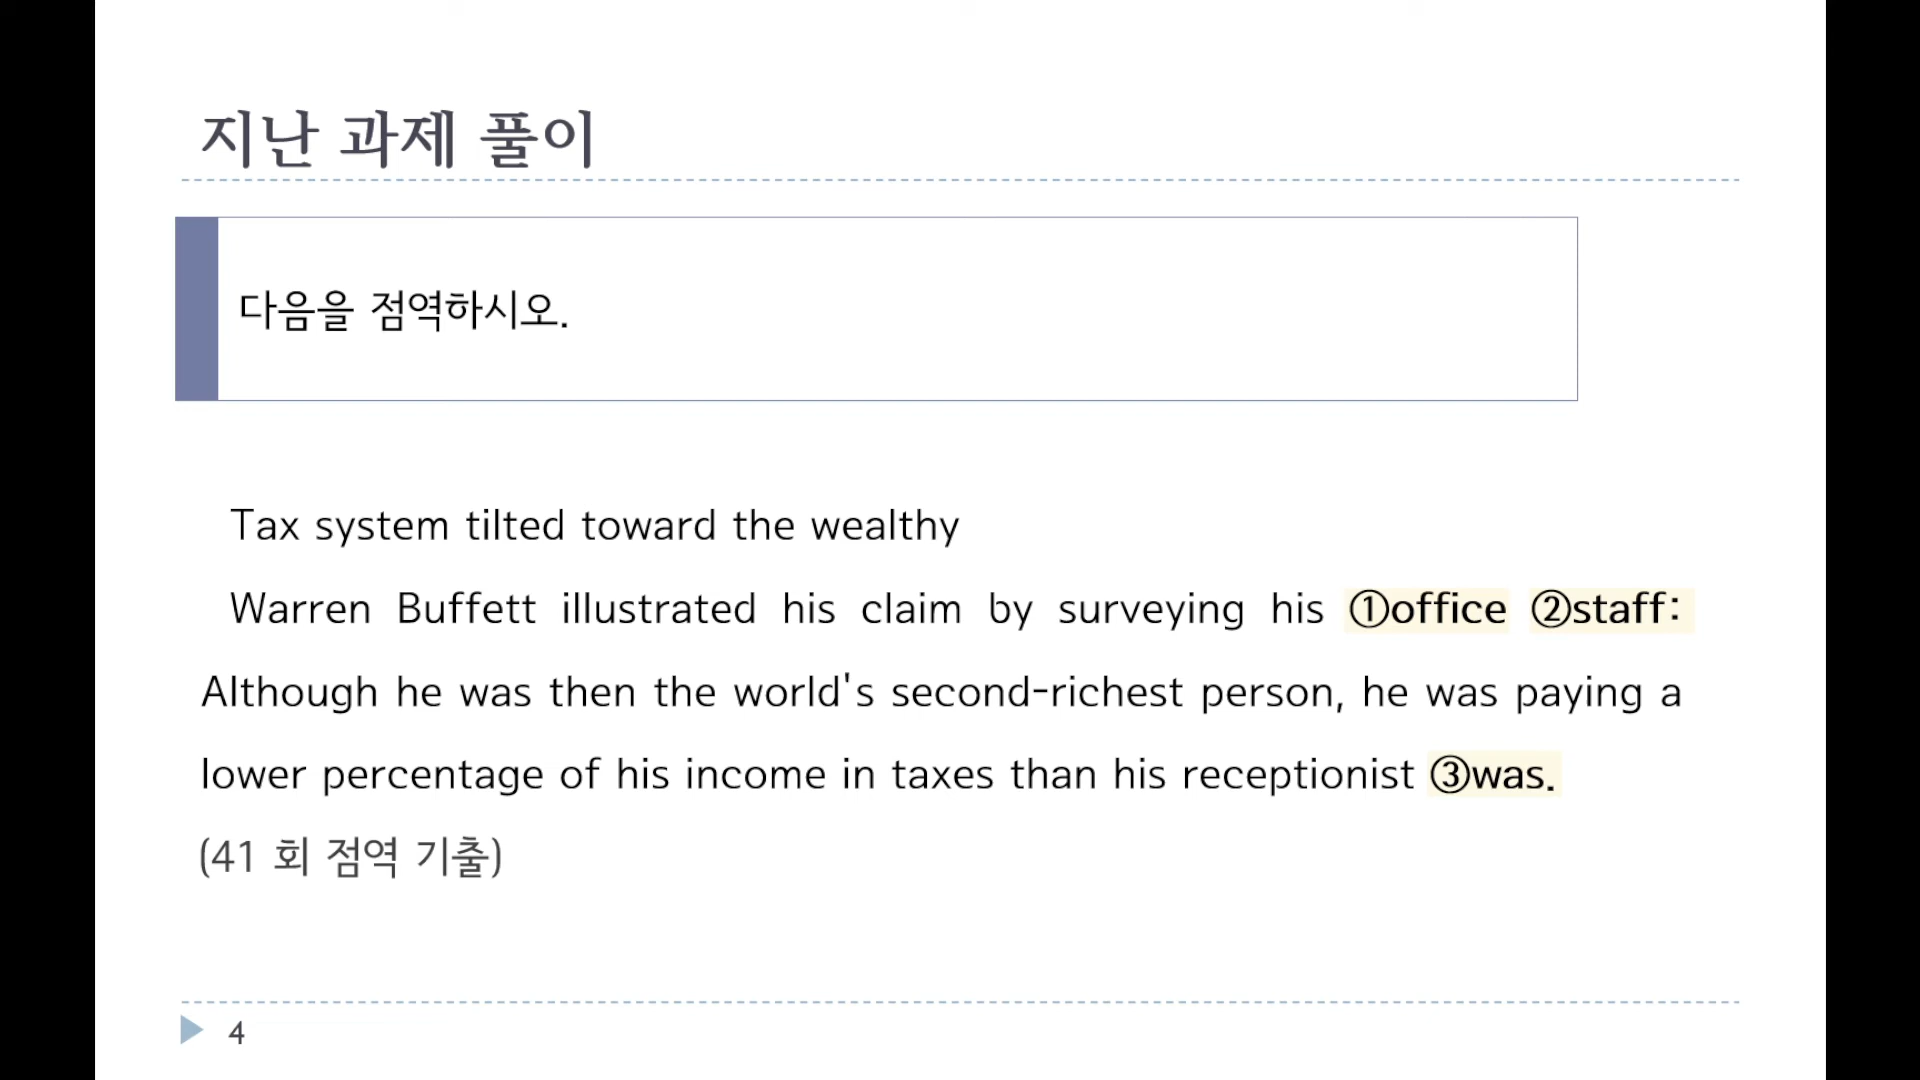 지난 과제 풀이
다음을 점역하시오.
Tax system tilted toward the wealthy
Warren Buffett illustrated his claim by surveying his ①office ②staff:
Although he was then the world's second-richest person, he was paying a
lower percentage of his income in taxes than his receptionist ③was.
(41 회 점역 기출)
4